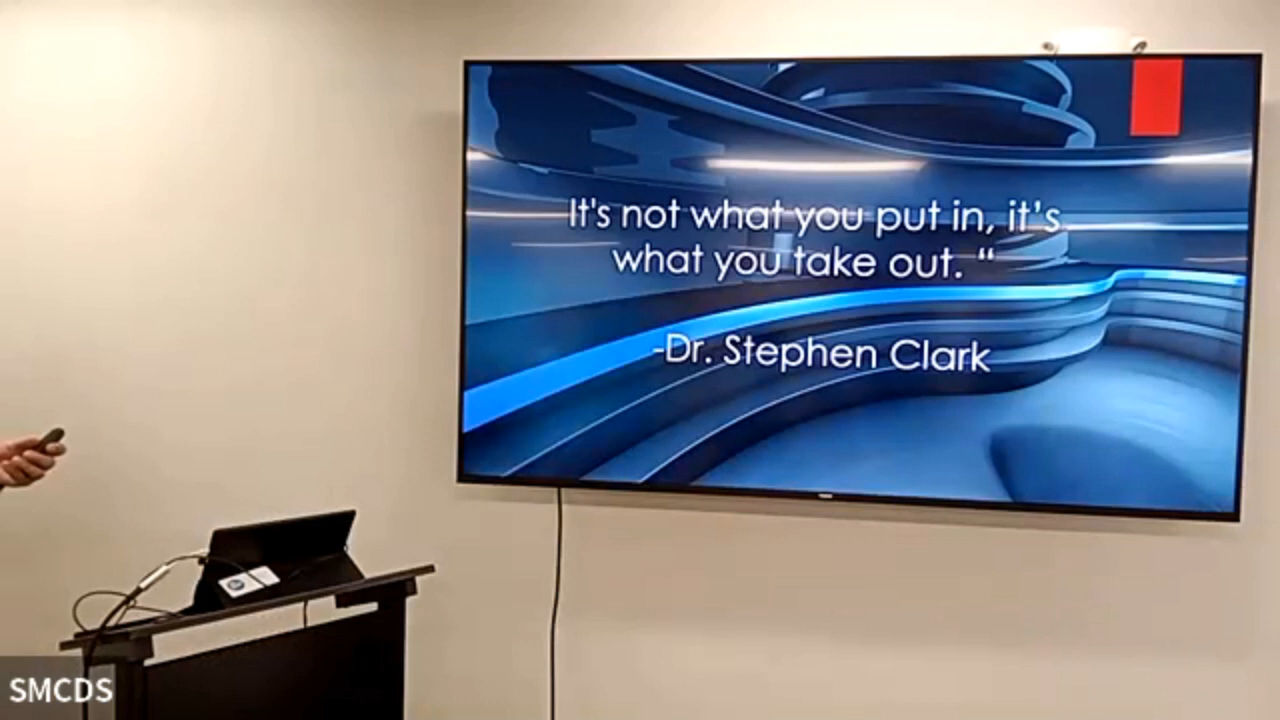 It's not what you put in, it’s
what you take out. “
-Dr. Stephen Clark
SMCDS